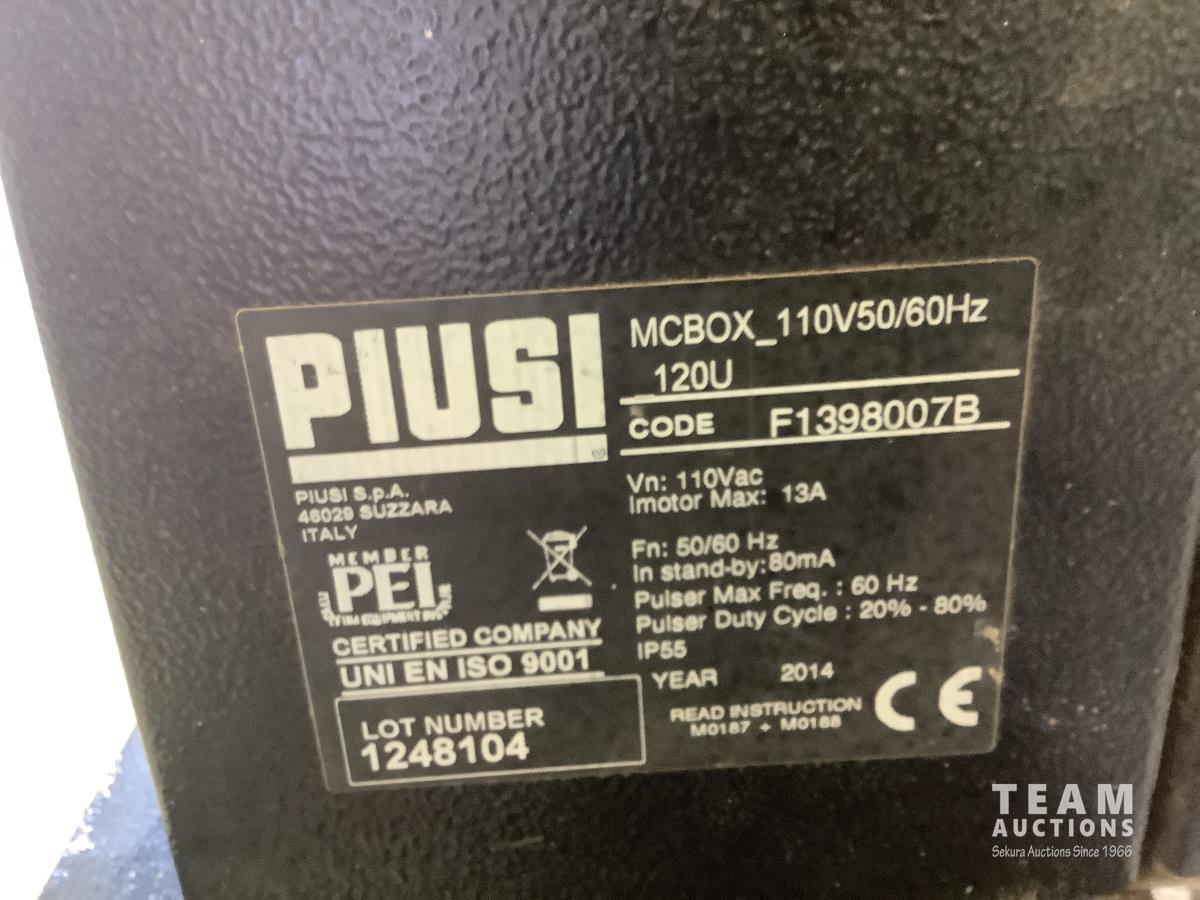 PIUSI
MCBOX_110V50/60Hz
_120U
CODE F1398007B
PIUSI S.p.A.
46029 SUZZARA
ITALY
Vn: 110Vac
Imotor Max: 13A
Fn: 50/60 Hz
In stand-by:80mA
Pulser Max Freq. : 60 Hz
Pulser Duty Cycle : 20% - 80%
IP55
YEAR 2014
READ INSTRUCTION
M0187 + M0188
CE
MEMBER
PEI
CERTIFIED COMPANY
UNI EN ISO 9001
LOT NUMBER
1248104
TEAM
AUCTIONS
Sekura Auctions Since 1966